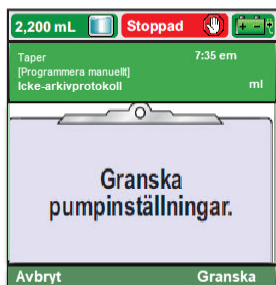 2,200 mL Stoppad
Taper 7:35 em
[Programmera manuellt]
Icke-arkivprotokoll ml
Granska
pumpinställningar.
Avbryt Granska